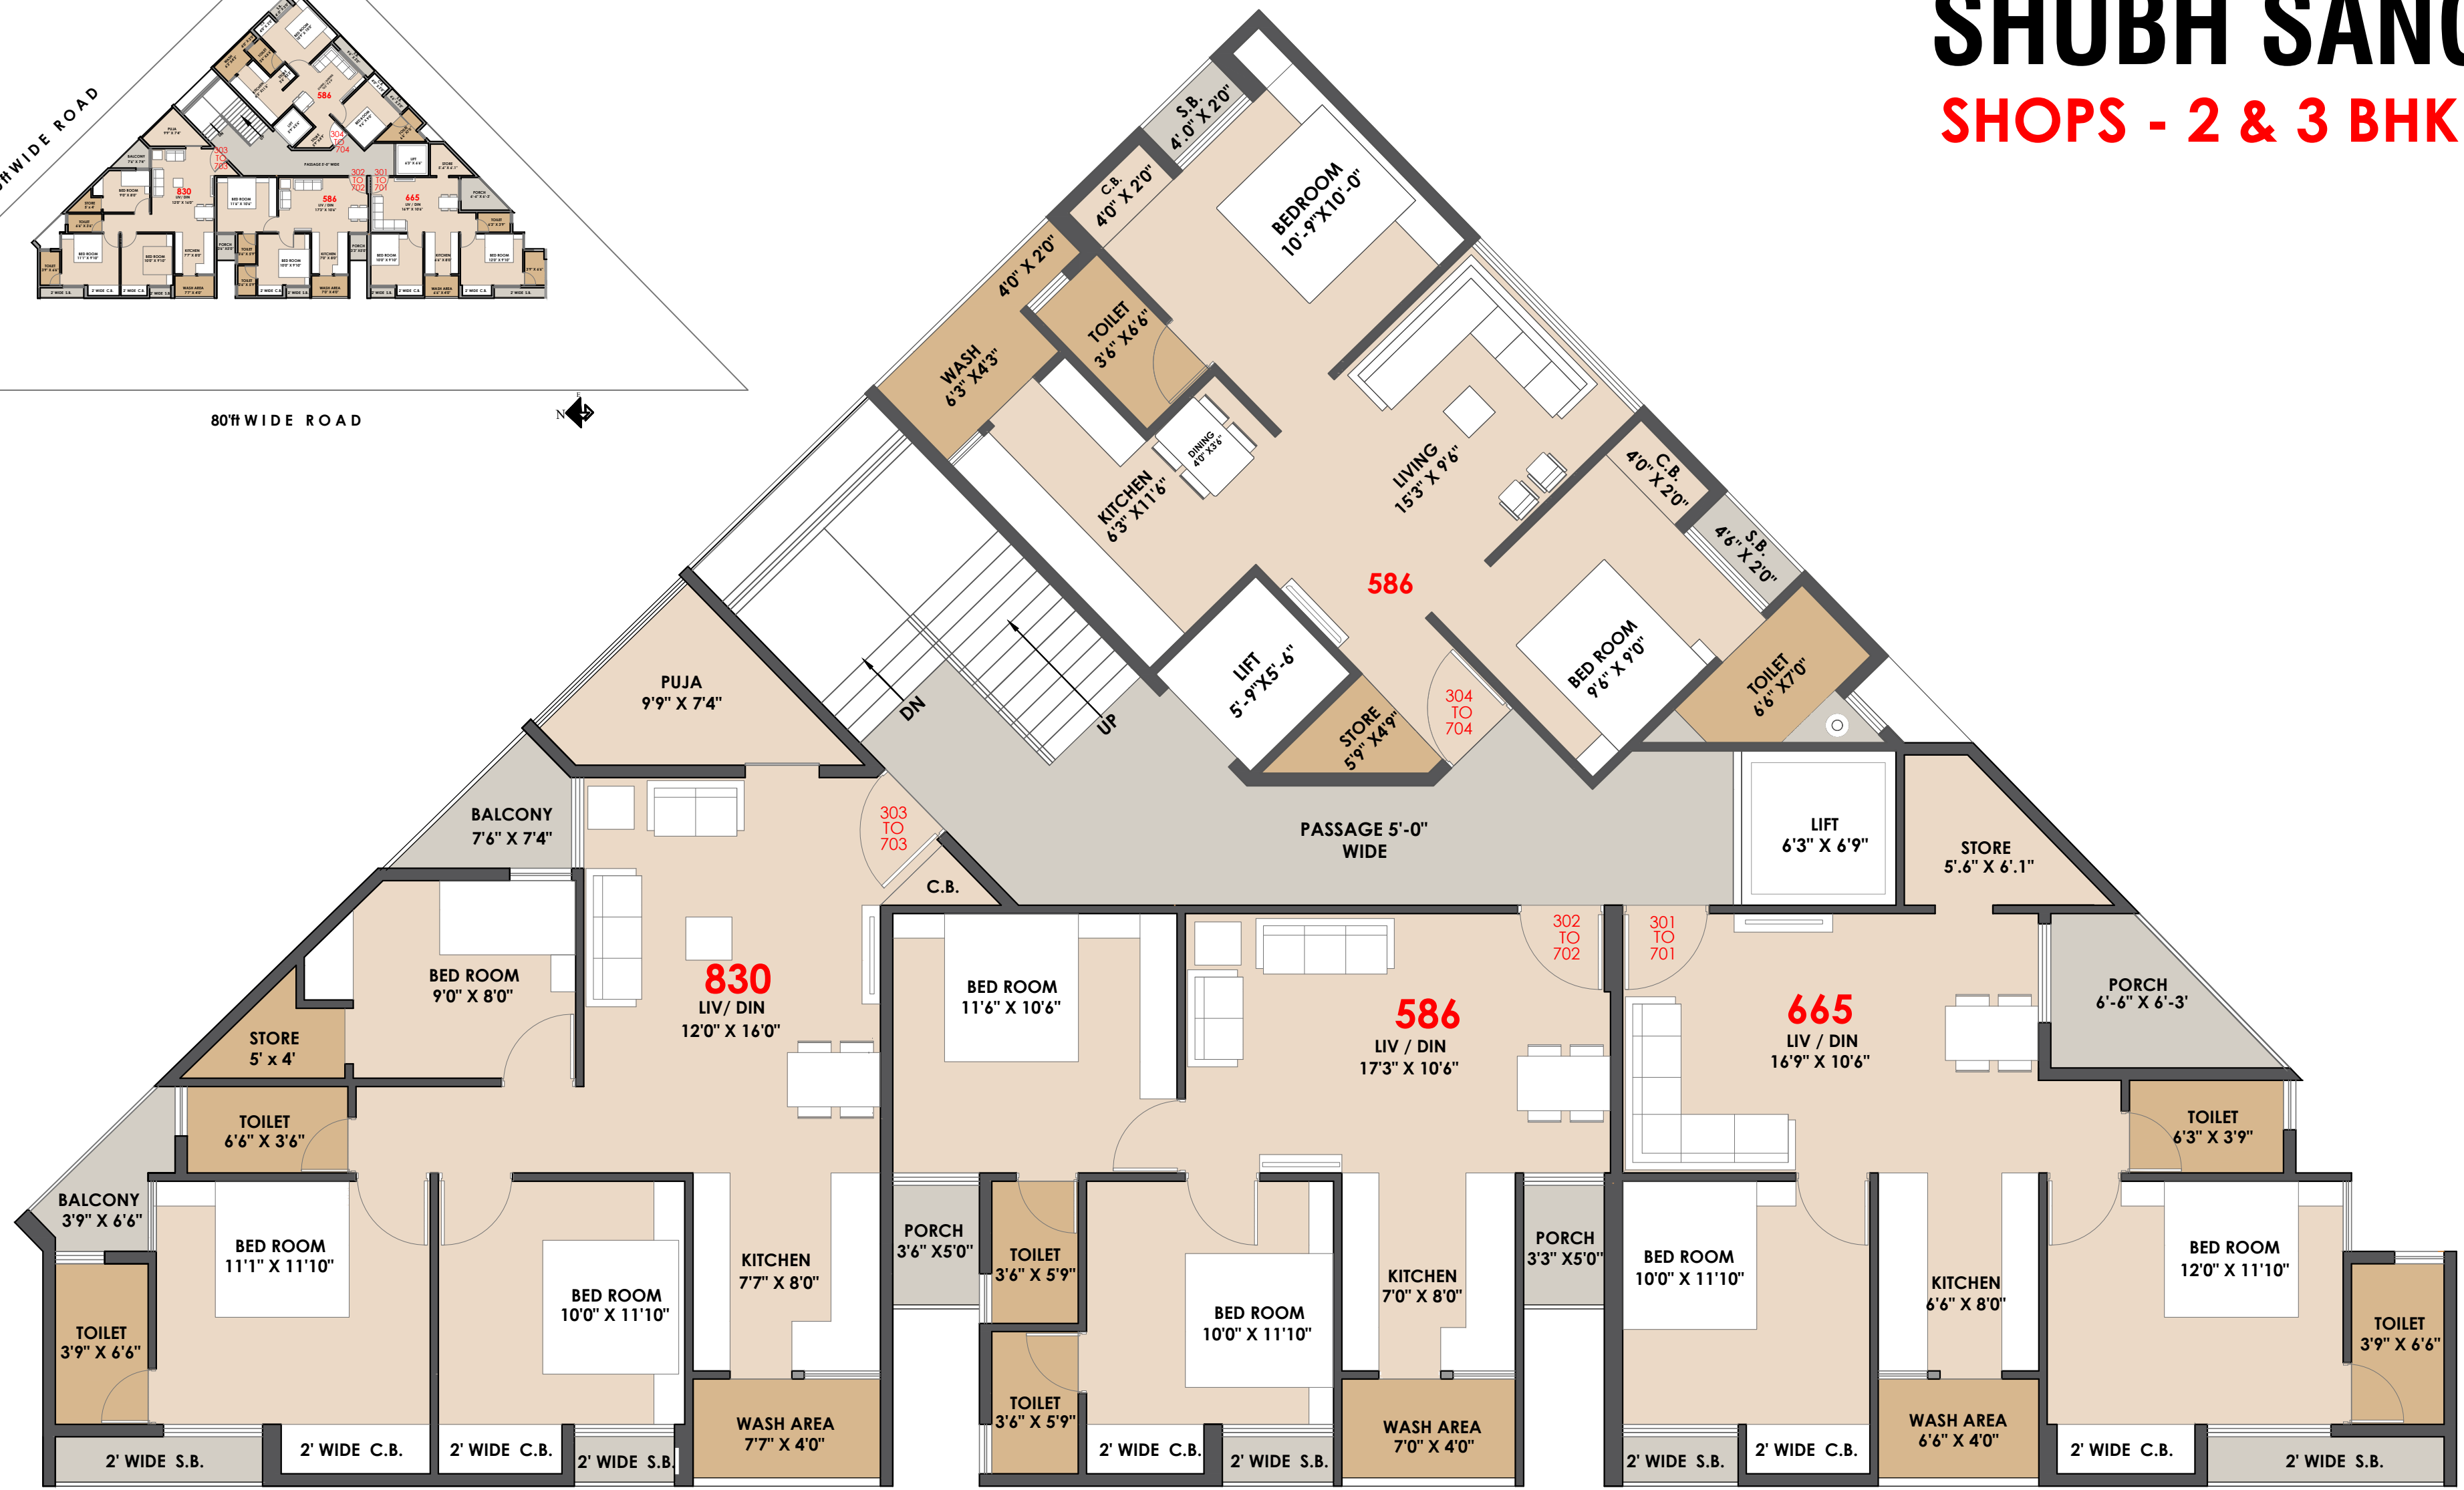 SHUBH SAN
SHOPS - 2 & 3 BHK
WIDE ROAD
80'ft WIDE ROAD
N
E
S.B.
4'.0" X 2'0"
C.B.
4'0" X 2'0"
BEDROOM
10'-9"X10'-0"
4'0" X 2'0"
TOILET
3'6" X6'6"
WASH
6'3" X4'3"
DINING
4'0" X3'6"
KITCHEN
6'3" X11'6"
LIVING
15'3" X 9'6"
C.B.
4'0" X 2'0"
S.B.
4'6" X 2'0"
586
BED ROOM
9'6" X 9'0"
TOILET
6'6" X7'0"
LIFT
5'-9"X5'-6"
STORE
5'9" X4'9"
304
TO
704
DN
UP
PUJA
9'9" X 7'4"
BALCONY
7'6" X 7'4"
303
TO
703
C.B.
PASSAGE 5'-0"
WIDE
LIFT
6'3" X 6'9"
STORE
5'.6" X 6'.1"
BED ROOM
9'0" X 8'0"
830
LIV/ DIN
12'0" X 16'0"
STORE
5' x 4'
TOILET
6'6" X 3'6"
BALCONY
3'9" X 6'6"
BED ROOM
11'1" X 11'10"
TOILET
3'9" X 6'6"
BED ROOM
10'0" X 11'10"
KITCHEN
7'7" X 8'0"
WASH AREA
7'7" X 4'0"
2' WIDE S.B.
2' WIDE C.B.
2' WIDE C.B.
2' WIDE S.B.
BED ROOM
11'6" X 10'6"
586
LIV / DIN
17'3" X 10'6"
302
TO
702
PORCH
3'6" X5'0"
TOILET
3'6" X 5'9"
TOILET
3'6" X 5'9"
BED ROOM
10'0" X 11'10"
KITCHEN
7'0" X 8'0"
PORCH
3'3" X5'0"
WASH AREA
7'0" X 4'0"
2' WIDE C.B.
2' WIDE S.B.
301
TO
701
665
LIV / DIN
16'9" X 10'6"
PORCH
6'-6" X 6'-3'
TOILET
6'3" X 3'9"
BED ROOM
10'0" X 11'10"
KITCHEN
6'6" X 8'0"
BED ROOM
12'0" X 11'10"
TOILET
3'9" X 6'6"
WASH AREA
6'6" X 4'0"
2' WIDE S.B.
2' WIDE C.B.
2' WIDE C.B.
2' WIDE S.B.